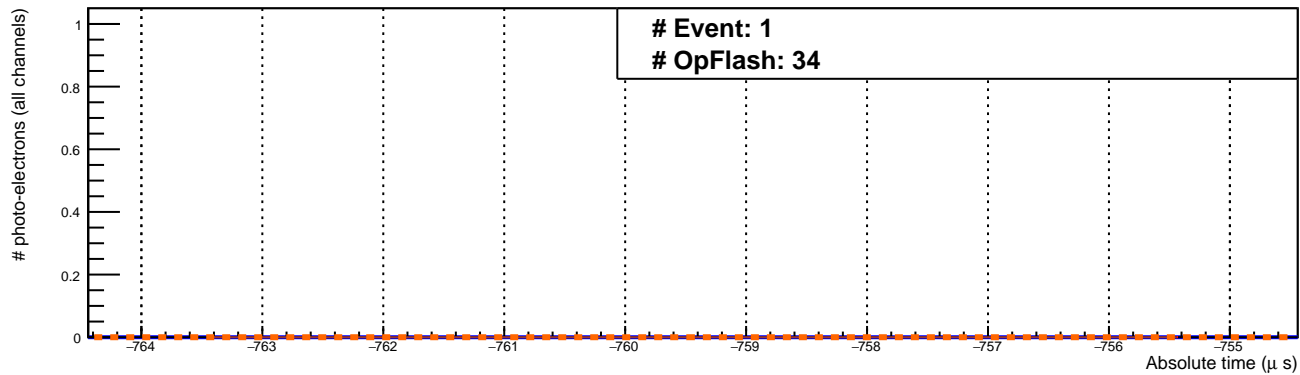 # Event: 1
# OpFlash: 34
# photo-electrons (all channels)
1
0.8
0.6
0.4
0.2
0
−764 −763 −762 −761 −760 −759 −758 −757 −756 −755
Absolute time (μ s)